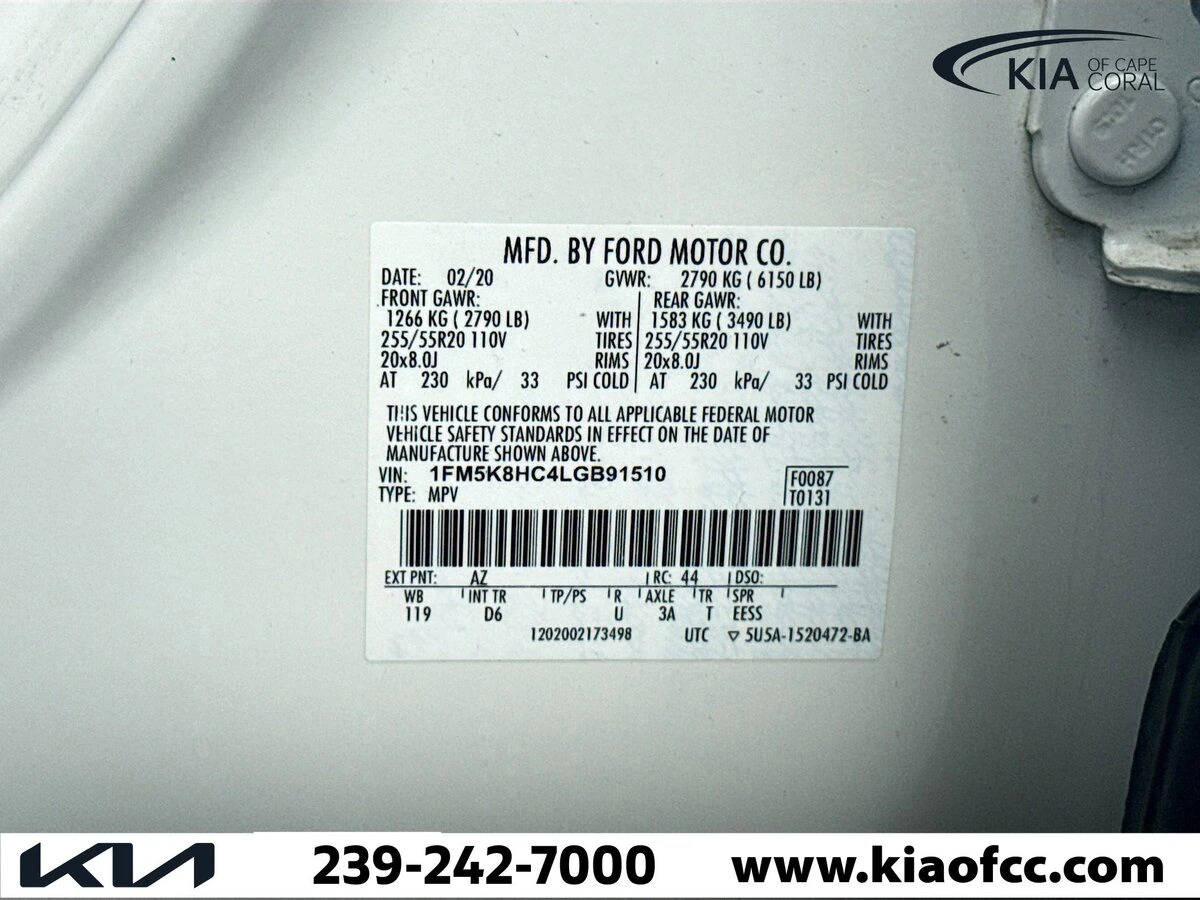 KIA OF CAPE CORAL
MFD. BY FORD MOTOR CO.
DATE: 02/20 GVWR: 2790 KG ( 6150 LB)
FRONT GAWR: REAR GAWR:
1266 KG ( 2790 LB) WITH 1583 KG ( 3490 LB) WITH
255/55R20 110V TIRES 255/55R20 110V TIRES
20x8.0J RIMS 20x8.0J RIMS
AT 230 kPa/ 33 PSI COLD AT 230 kPa/ 33 PSI COLD
THIS VEHICLE CONFORMS TO ALL APPLICABLE FEDERAL MOTOR
VEHICLE SAFETY STANDARDS IN EFFECT ON THE DATE OF
MANUFACTURE SHOWN ABOVE.
VIN: 1FM5K8HC4LGB91510 F0087
TYPE: MPV T0131
EXT PNT: AZ RC: 44 DSO:
WB INT TR TP/PS R AXLE TR SPR
119 D6 U 3A T EESS
1202002173498 UTC ▽ 5U5A-1520472-BA
KIA 239-242-7000 www.kiaofcc.com